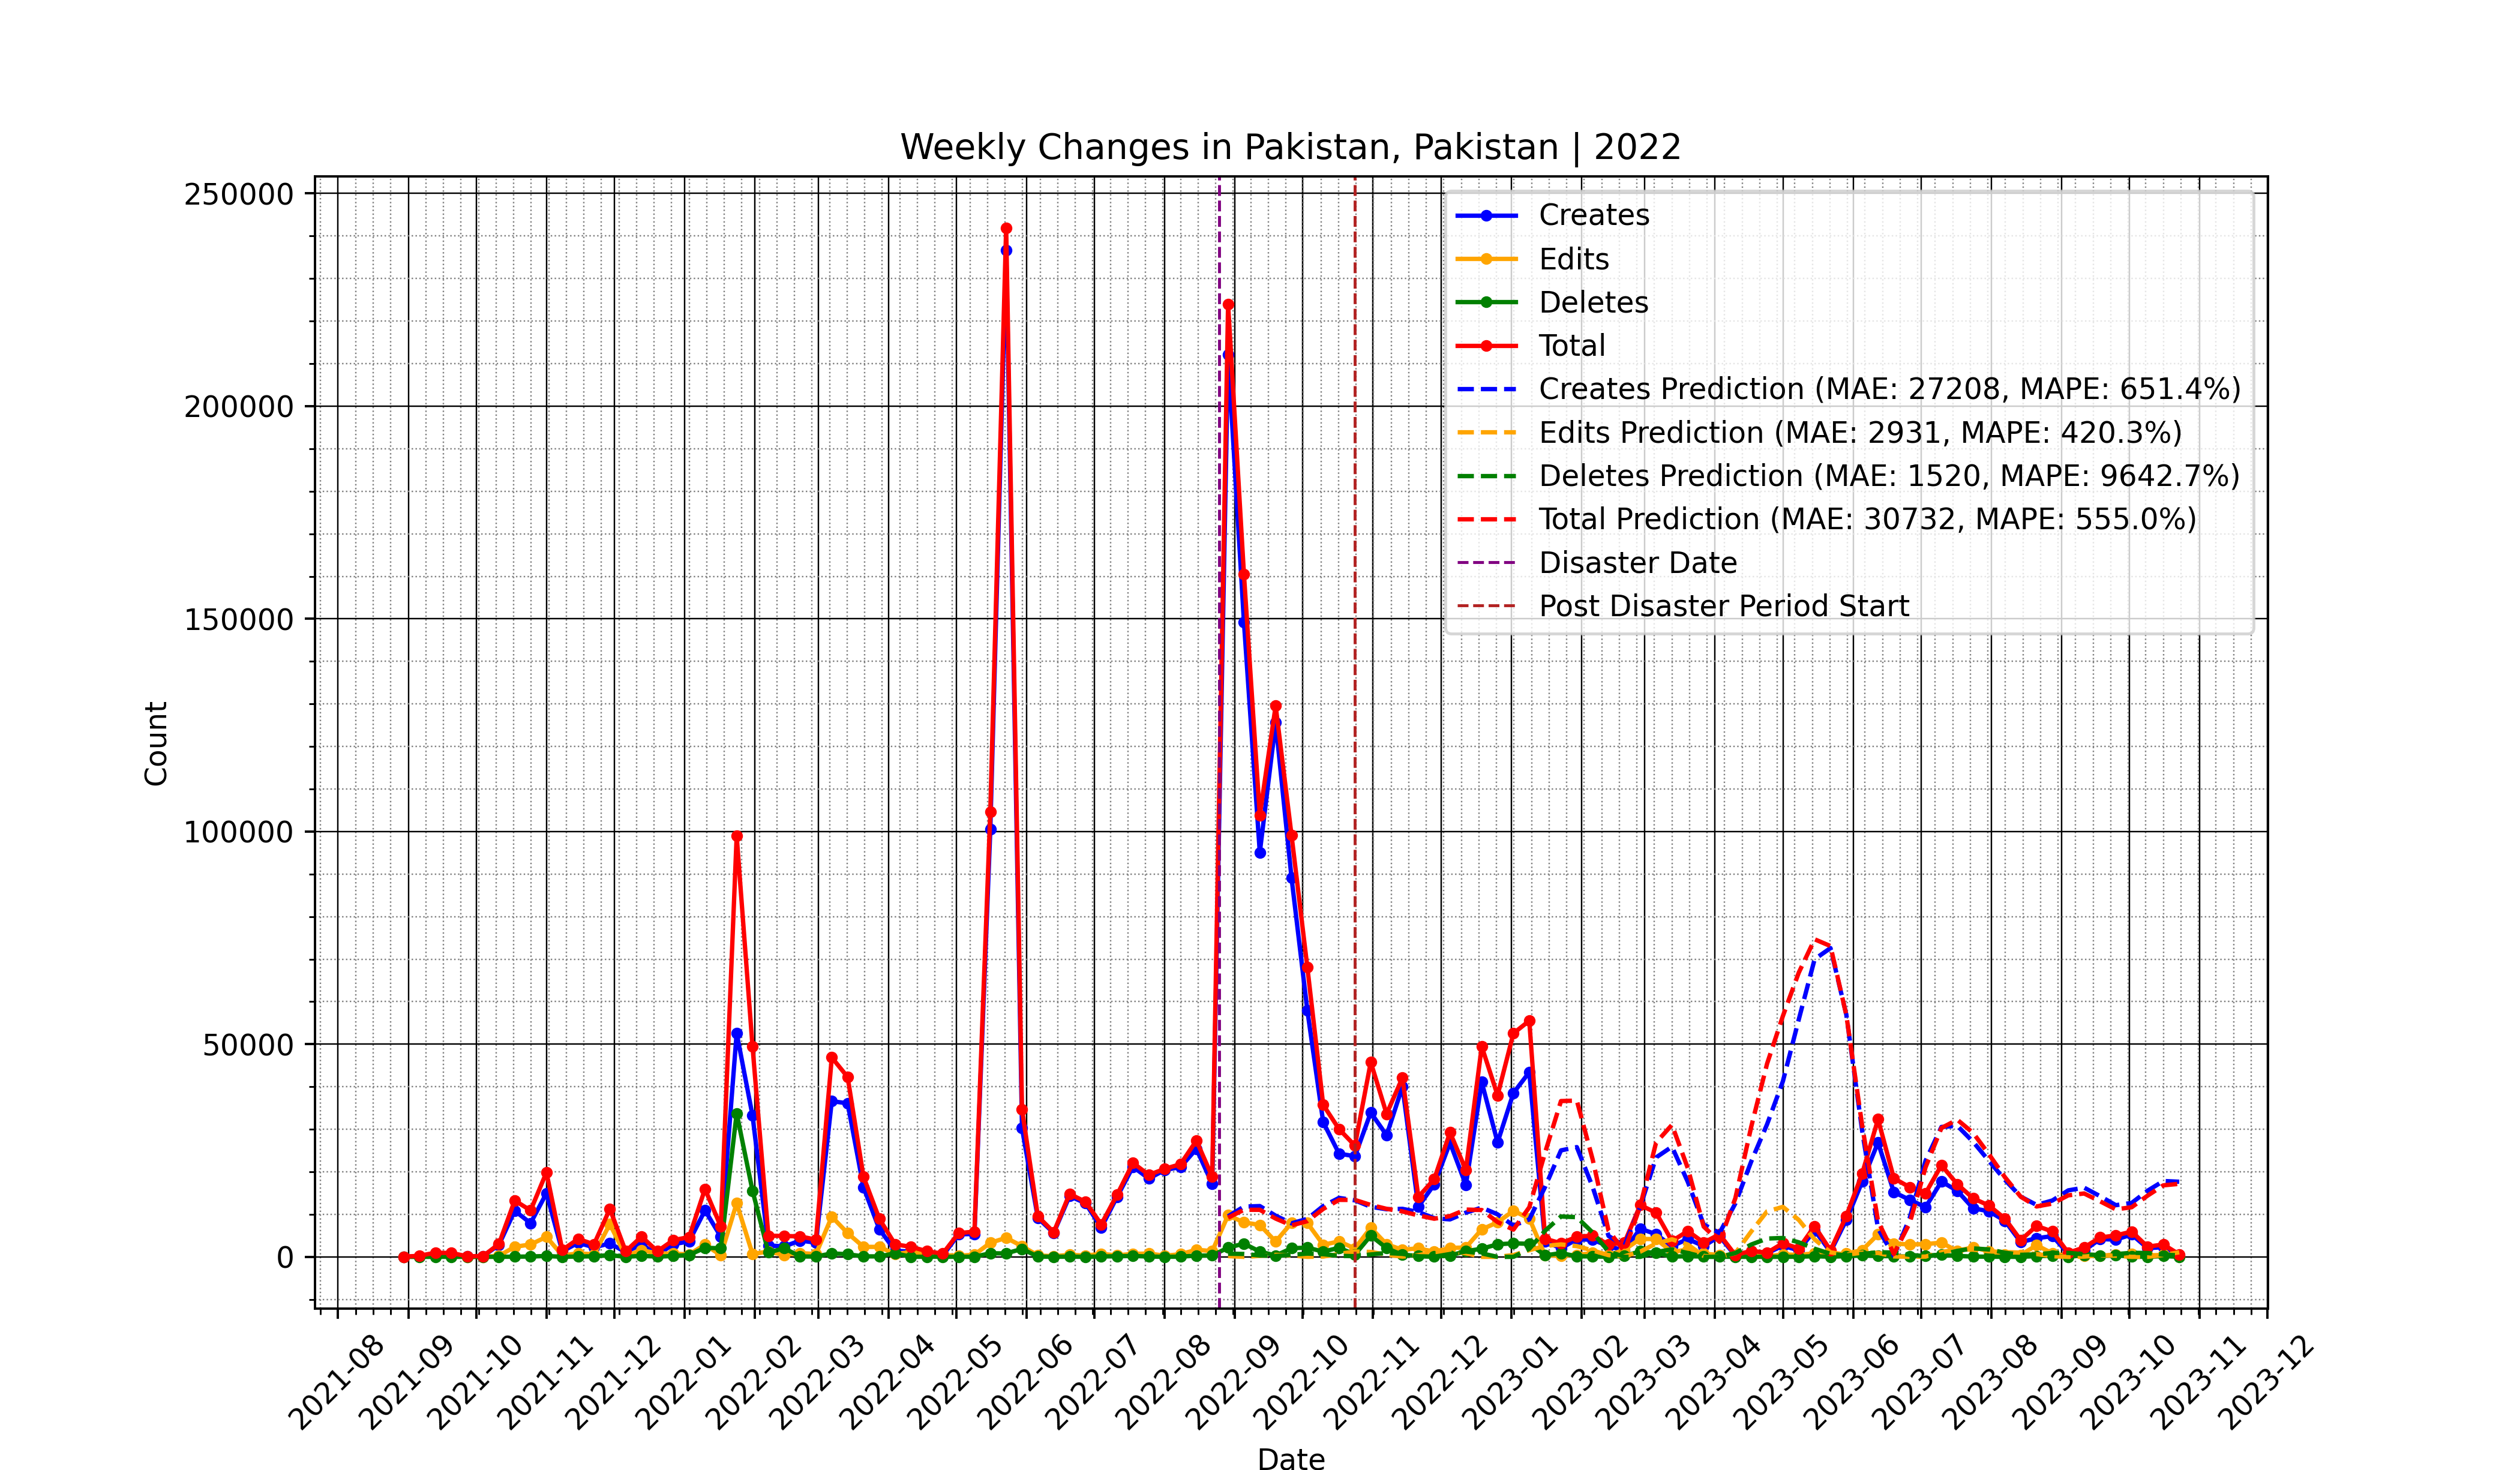 Weekly Changes in Pakistan, Pakistan | 2022
250000
200000
150000
100000
50000
0
Count
Creates
Edits
Deletes
Total
Creates Prediction (MAE: 27208, MAPE: 651.4%)
Edits Prediction (MAE: 2931, MAPE: 420.3%)
Deletes Prediction (MAE: 1520, MAPE: 9642.7%)
Total Prediction (MAE: 30732, MAPE: 555.0%)
Disaster Date
Post Disaster Period Start
2021-08
2021-09
2021-10
2021-11
2021-12
2022-01
2022-02
2022-03
2022-04
2022-05
2022-06
2022-07
2022-08
2022-09
2022-10
2022-11
2022-12
2023-01
2023-02
2023-03
2023-04
2023-05
2023-06
2023-07
2023-08
2023-09
2023-10
2023-11
2023-12
Date